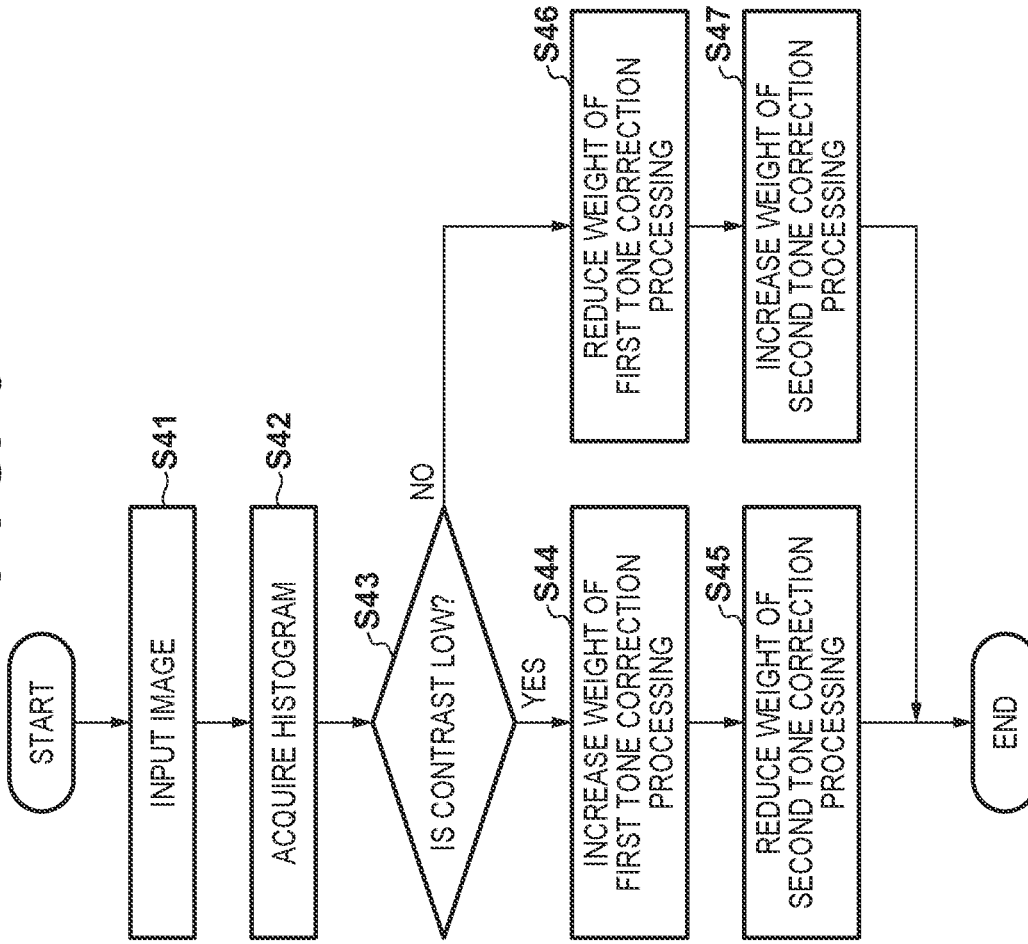 START
INPUT IMAGE
S41
ACQUIRE HISTOGRAM
S42
IS CONTRAST LOW?
S43
YES
NO
INCREASE WEIGHT OF
FIRST TONE CORRECTION
PROCESSING
S44
REDUCE WEIGHT OF
SECOND TONE CORRECTION
PROCESSING
S45
REDUCE WEIGHT OF
FIRST TONE CORRECTION
PROCESSING
S46
INCREASE WEIGHT OF
SECOND TONE CORRECTION
PROCESSING
S47
END